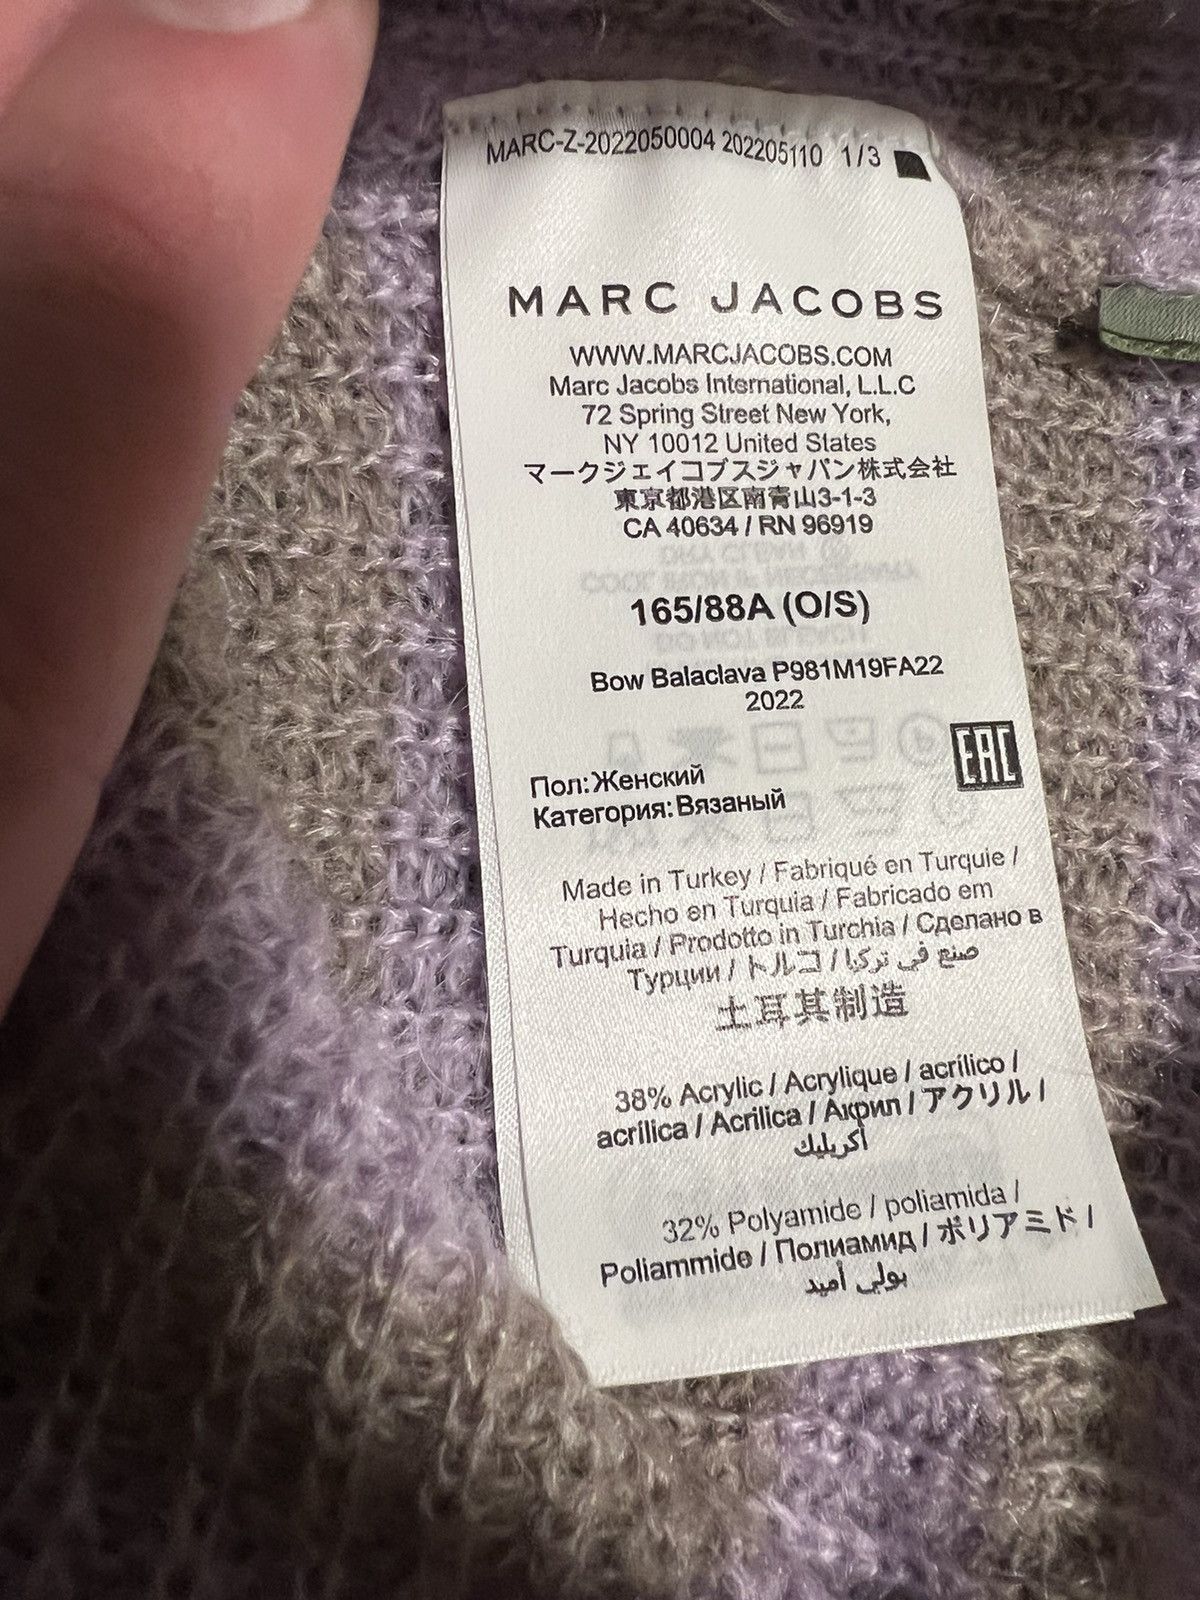 MARC-Z-2022050004 202205110 1/3
MARC JACOBS
WWW.MARCJACOBS.COM
Marc Jacobs International, L.L.C
72 Spring Street New York,
NY 10012 United States
マークジェイコブスジャパン株式会社
東京都港区南青山3-1-3
CA 40634 / RN 96919
165/88A (O/S)
Bow Balaclava P981M19FA22
2022
EAC
Пол:Женский
Категория:Вязаный
Made in Turkey / Fabriqué en Turquie /
Hecho en Turquia / Fabricado em
Turquia / Prodotto in Turchia / Сделано в
Турции / トルコ / صنع في تركيا
土耳其制造
38% Acrylic / Acrylique / acrílico /
acrílica / Acrilica / Акрил / アクリル /
أكريليك
32% Polyamide / poliamida /
Poliammide / Полиамид / ポリアミド /
بولي أميد